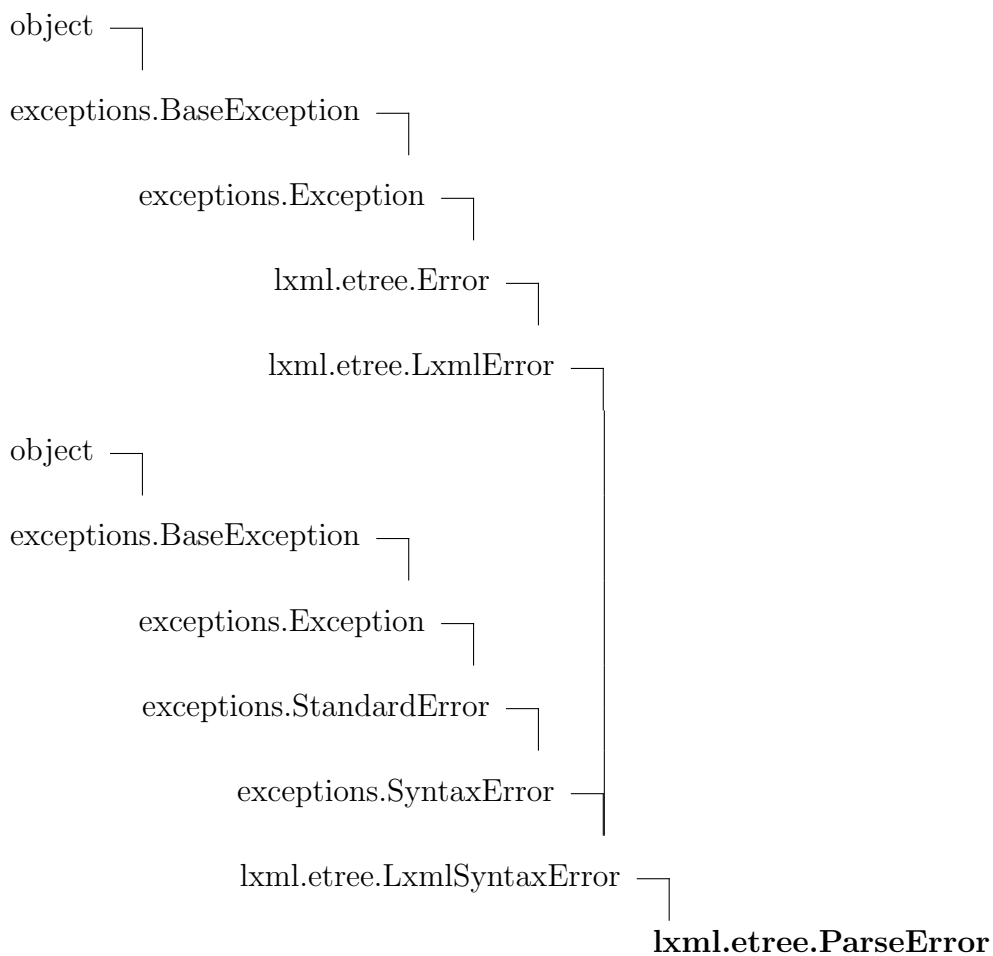 object
exceptions.BaseException
exceptions.Exception
lxml.etree.Error
lxml.etree.LxmlError
object
exceptions.BaseException
exceptions.Exception
exceptions.StandardError
exceptions.SyntaxError
lxml.etree.LxmlSyntaxError
lxml.etree.ParseError